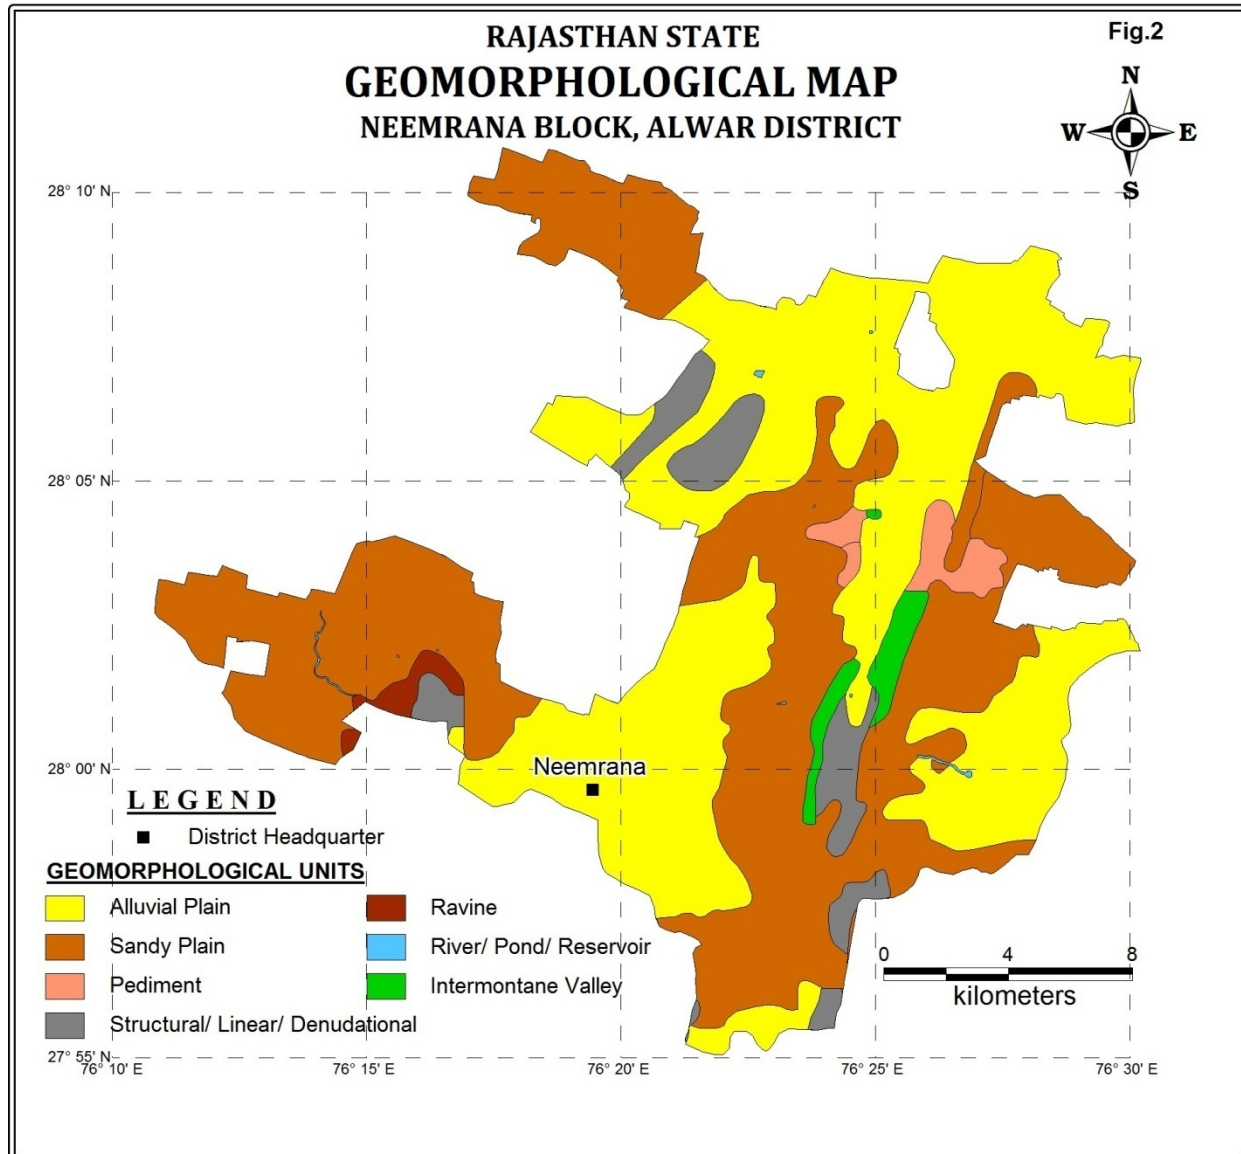 RAJASTHAN STATE
Fig.2
GEOMORPHOLOGICAL MAP
NEEMRANA BLOCK, ALWAR DISTRICT
N
W E
S
28° 10' N
28° 05' N
28° 00' N
27° 55' N
Neemrana
LEGEND
District Headquarter
GEOMORPHOLOGICAL UNITS
Alluvial Plain
Sandy Plain
Pediment
Structural/ Linear/ Denudational
Ravine
River/ Pond/ Reservoir
Intermontane Valley
0 4 8
kilometers
76° 10' E 76° 15' E 76° 20' E 76° 25' E 76° 30' E